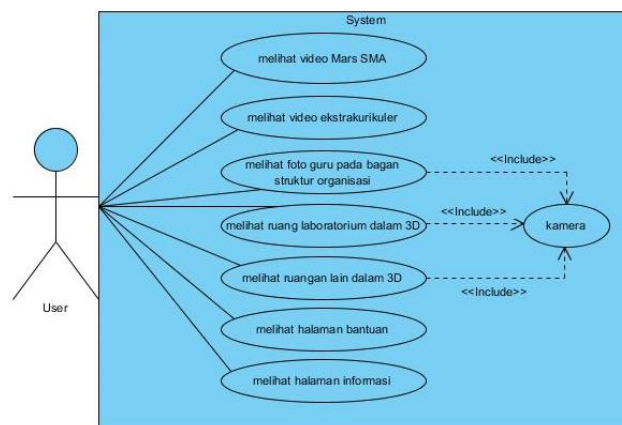 System
melihat video Mars SMA
melihat video ekstrakurikuler
melihat foto guru pada bagan
struktur organisasi
<<Include>>
melihat ruang laboratorium dalam 3D
<<Include>>
kamera
melihat ruangan lain dalam 3D
<<Include>>
User
melihat halaman bantuan
melihat halaman informasi